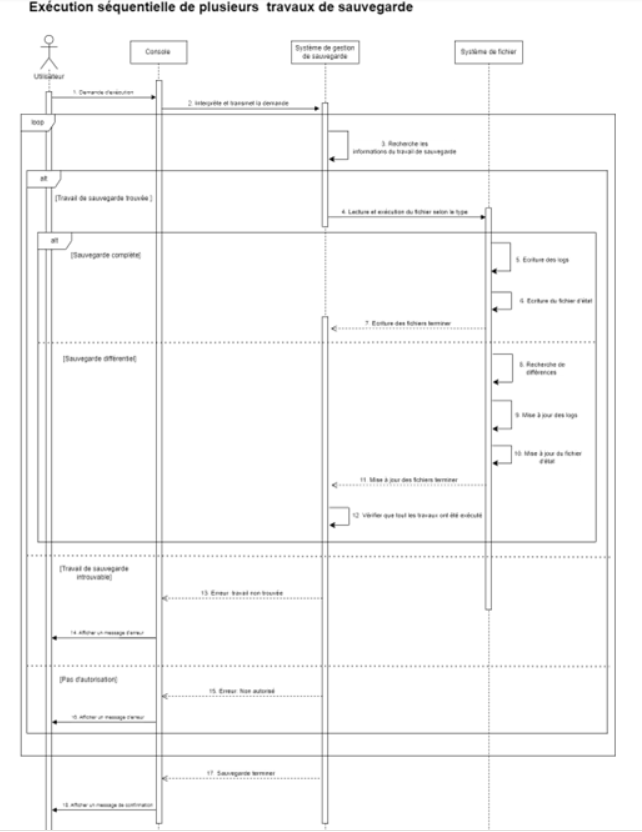 Exécution séquentielle de plusieurs travaux de sauvegarde
Utilisateur
Console
Système de gestion
de sauvegarde
Système de fichier
1. Demande d'exécution
2. Interprète et transmet la demande
loop
3. Recherche les
informations du travail de sauvegarde
alt
[Travail de sauvegarde trouvée ]
4. Lecture et exécution du fichier selon le type
alt
[Sauvegarde complète]
5. Ecriture des logs
6. Ecriture du fichier d'état
7. Ecriture des fichiers terminer
[Sauvegarde différentiel]
8. Recherche de
différences
9. Mise à jour des logs
10. Mise à jour du fichier
d'état
11. Mise à jour des fichiers terminer
12. Vérifier que tout les travaux ont été exécuté
[Travail de sauvegarde
introuvable]
13. Erreur travail non trouvée
14. Afficher un message d'erreur
[Pas d'autorisation]
15. Erreur Non autorisé
16. Afficher un message d'erreur
17. Sauvegarde terminer
18. Afficher un message de confirmation